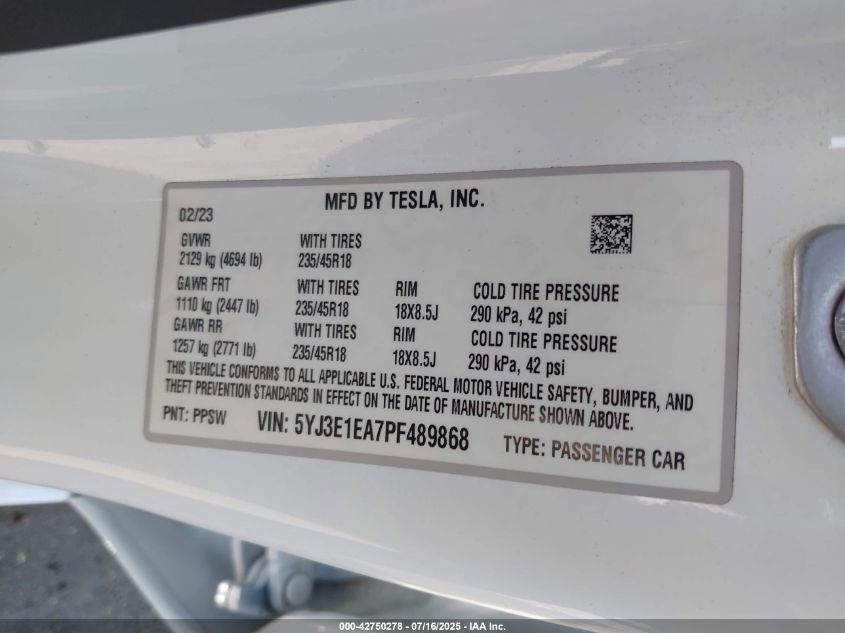 MFD BY TESLA, INC.
02/23
GVWR WITH TIRES
2129 kg (4694 lb) 235/45R18
GAWR FRT WITH TIRES RIM COLD TIRE PRESSURE
1110 kg (2447 lb) 235/45R18 18X8.5J 290 kPa, 42 psi
GAWR RR WITH TIRES RIM COLD TIRE PRESSURE
1257 kg (2771 lb) 235/45R18 18X8.5J 290 kPa, 42 psi
THIS VEHICLE CONFORMS TO ALL APPLICABLE U.S. FEDERAL MOTOR VEHICLE SAFETY, BUMPER, AND
THEFT PREVENTION STANDARDS IN EFFECT ON THE DATE OF MANUFACTURE SHOWN ABOVE.
PNT: PPSW VIN: 5YJ3E1EA7PF489868 TYPE: PASSENGER CAR
000-42750278 - 07/16/2025 - IAA Inc.